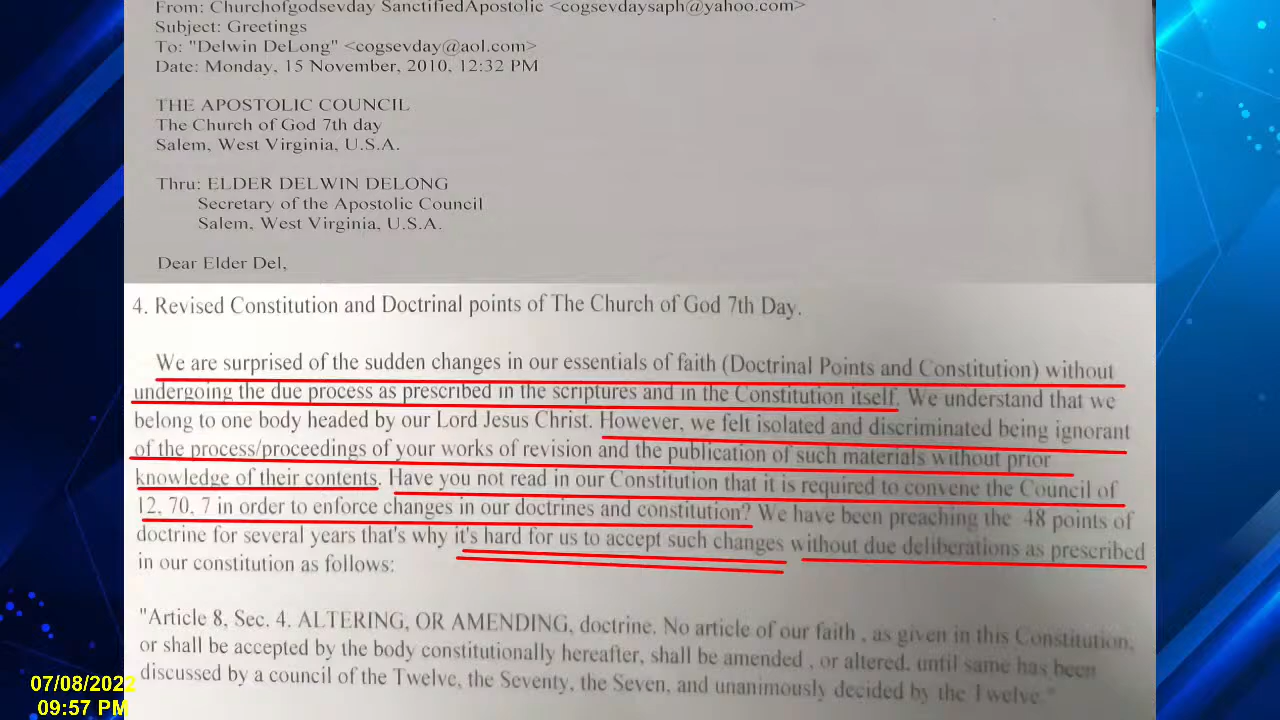 From: Churchofgodsevday SanctifiedApostolic <cogsevdaysaph@yahoo.com>
Subject: Greetings
To: "Delwin DeLong" <cogsevday@aol.com>
Date: Monday, 15 November, 2010, 12:32 PM
THE APOSTOLIC COUNCIL
The Church of God 7th day
Salem, West Virginia, U.S.A.
Thru: ELDER DELWIN DELONG
Secretary of the Apostolic Council
Salem, West Virginia, U.S.A.
Dear Elder Del,
4. Revised Constitution and Doctrinal points of The Church of God 7th Day.
We are surprised of the sudden changes in our essentials of faith (Doctrinal Points and Constitution) without
undergoing the due process as prescribed in the scriptures and in the Constitution itself. We understand that we
belong to one body headed by our Lord Jesus Christ. However, we felt isolated and discriminated being ignorant
of the process/proceedings of your works of revision and the publication of such materials without prior
knowledge of their contents. Have you not read in our Constitution that it is required to convene the Council of
12, 70, 7 in order to enforce changes in our doctrines and constitution? We have been preaching the 48 points of
doctrine for several years that's why it's hard for us to accept such changes without due deliberations as prescribed
in our constitution as follows:
"Article 8, Sec. 4. ALTERING, OR AMENDING, doctrine. No article of our faith , as given in this Constitution,
or shall be accepted by the body constitutionally hereafter, shall be amended , or altered, until same has been
discussed by a council of the Twelve, the Seventy, the Seven, and unanimously decided by the Twelve."
07/08/2022
09:57 PM